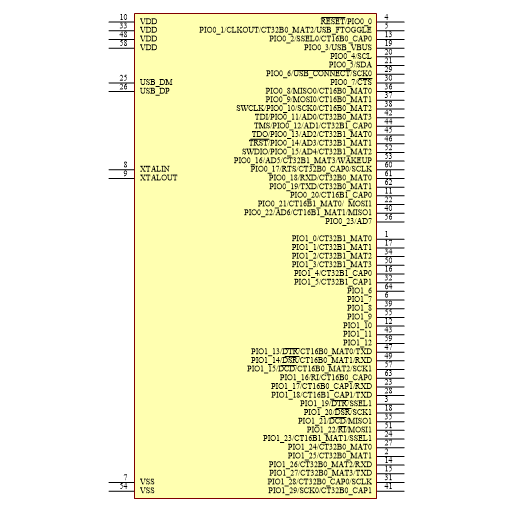 10 VDD
33 VDD
48 VDD
58 VDD
25 USB_DM
26 USB_DP
8 XTALIN
9 XTALOUT
7 VSS
54 VSS
RESET/PIO0_0 4
PIO0_1/CLKOUT/CT32B0_MAT2/USB_FTOGGLE 5
PIO0_2/SSEL0/CT16B0_CAP0 13
PIO0_3/USB_VBUS 19
PIO0_4/SCL 20
PIO0_5/SDA 21
PIO0_6/USB_CONNECT/SCK0 29
PIO0_7/CTS 30
PIO0_8/MISO0/CT16B0_MAT0 36
PIO0_9/MOSI0/CT16B0_MAT1 37
SWCLK/PIO0_10/SCK0/CT16B0_MAT2 38
TDI/PIO0_11/AD0/CT32B0_MAT3 42
TMS/PIO0_12/AD1/CT32B1_CAP0 44
TDO/PIO0_13/AD2/CT32B1_MAT0 45
TRST/PIO0_14/AD3/CT32B1_MAT1 46
SWDIO/PIO0_15/AD4/CT32B1_MAT2 52
PIO0_16/AD5/CT32B1_MAT3/WAKEUP 53
PIO0_17/RTS/CT32B0_CAP0/SCLK 60
PIO0_18/RXD/CT32B0_MAT0 61
PIO0_19/TXD/CT32B0_MAT1 62
PIO0_20/CT16B1_CAP0 11
PIO0_21/CT16B1_MAT0/ MOSI1 22
PIO0_22/AD6/CT16B1_MAT1/MISO1 40
PIO0_23/AD7 56
PIO1_0/CT32B1_MAT0 1
PIO1_1/CT32B1_MAT1 17
PIO1_2/CT32B1_MAT2 34
PIO1_3/CT32B1_MAT3 50
PIO1_4/CT32B1_CAP0 16
PIO1_5/CT32B1_CAP1 32
PIO1_6 64
PIO1_7 6
PIO1_8 39
PIO1_9 55
PIO1_10 12
PIO1_11 43
PIO1_12 59
PIO1_13/DTR/CT16B0_MAT0/TXD 47
PIO1_14/DSR/CT16B0_MAT1/RXD 49
PIO1_15/DCD/CT16B0_MAT2/SCK1 57
PIO1_16/RI/CT16B0_CAP0 63
PIO1_17/CT16B0_CAP1/RXD 23
PIO1_18/CT16B1_CAP1/TXD 28
PIO1_19/DTR/SSEL1 3
PIO1_20/DSR/SCK1 18
PIO1_21/DCD/MISO1 35
PIO1_22/RI/MOSI1 51
PIO1_23/CT16B1_MAT1/SSEL1 24
PIO1_24/CT32B0_MAT0 27
PIO1_25/CT32B0_MAT1 2
PIO1_26/CT32B0_MAT2/RXD 14
PIO1_27/CT32B0_MAT3/TXD 15
PIO1_28/CT32B0_CAP0/SCLK 31
PIO1_29/SCK0/CT32B0_CAP1 41